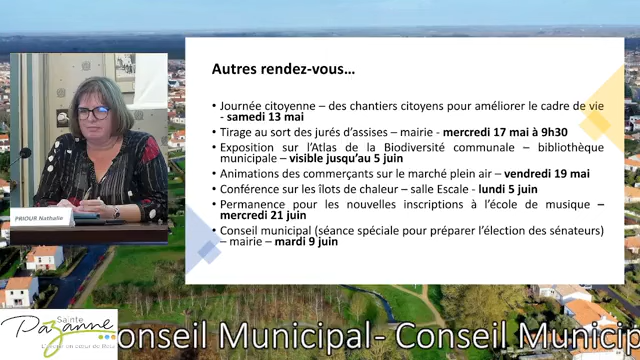 Autres rendez-vous…
• Journée citoyenne – des chantiers citoyens pour améliorer le cadre de vie
- samedi 13 mai
• Tirage au sort des jurés d'assises – mairie - mercredi 17 mai à 9h30
• Exposition sur l'Atlas de la Biodiversité communale – bibliothèque
municipale – visible jusqu'au 5 juin
• Animations des commerçants sur le marché plein air – vendredi 19 mai
• Conférence sur les îlots de chaleur – salle Escale - lundi 5 juin
• Permanence pour les nouvelles inscriptions à l'école de musique –
mercredi 21 juin
• Conseil municipal (séance spéciale pour préparer l'élection des sénateurs)
– mairie – mardi 9 juin
PRIOUR Nathalie
Sainte
Pazanne
onseil Municipal - Conseil Municip